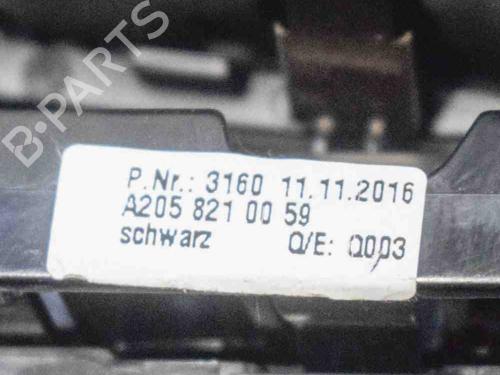 B-PARTS
P.Nr.: 3160 11.11.2016
A205 821 00 59
schwarz Q/E: Q003